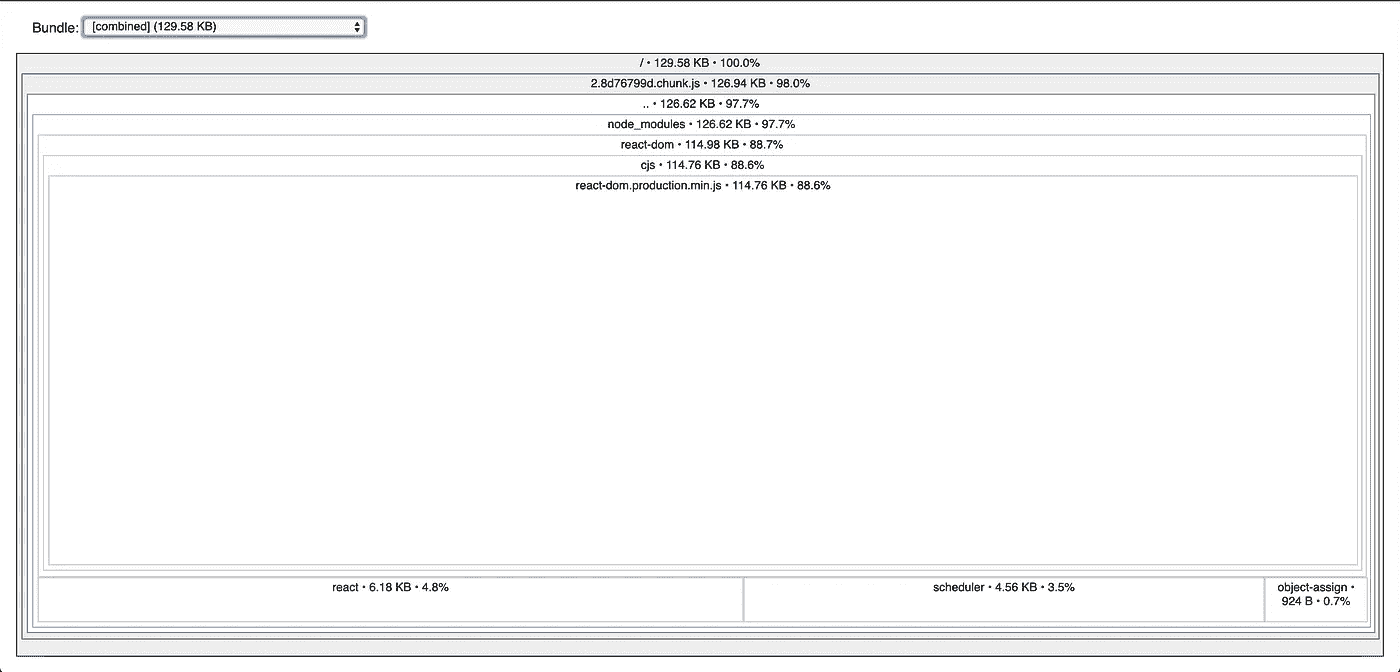 Bundle: [combined] (129.58 KB)
/ • 129.58 KB • 100.0%
2.8d76799d.chunk.js • 126.94 KB • 98.0%
.. • 126.62 KB • 97.7%
node_modules • 126.62 KB • 97.7%
react-dom • 114.98 KB • 88.7%
cjs • 114.76 KB • 88.6%
react-dom.production.min.js • 114.76 KB • 88.6%
react • 6.18 KB • 4.8%
scheduler • 4.56 KB • 3.5%
object-assign •
924 B • 0.7%